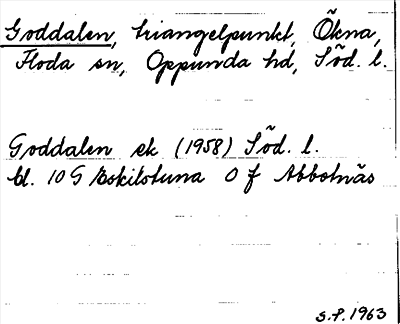 Goddalen, triangelpunkt, Ökna,
Floda sn, Oppunda hd, Söd. l.
Goddalen ek (1958) Söd. l.
bl. 10 G Eskilstuna O f Abbotnäs
S.P. 1963